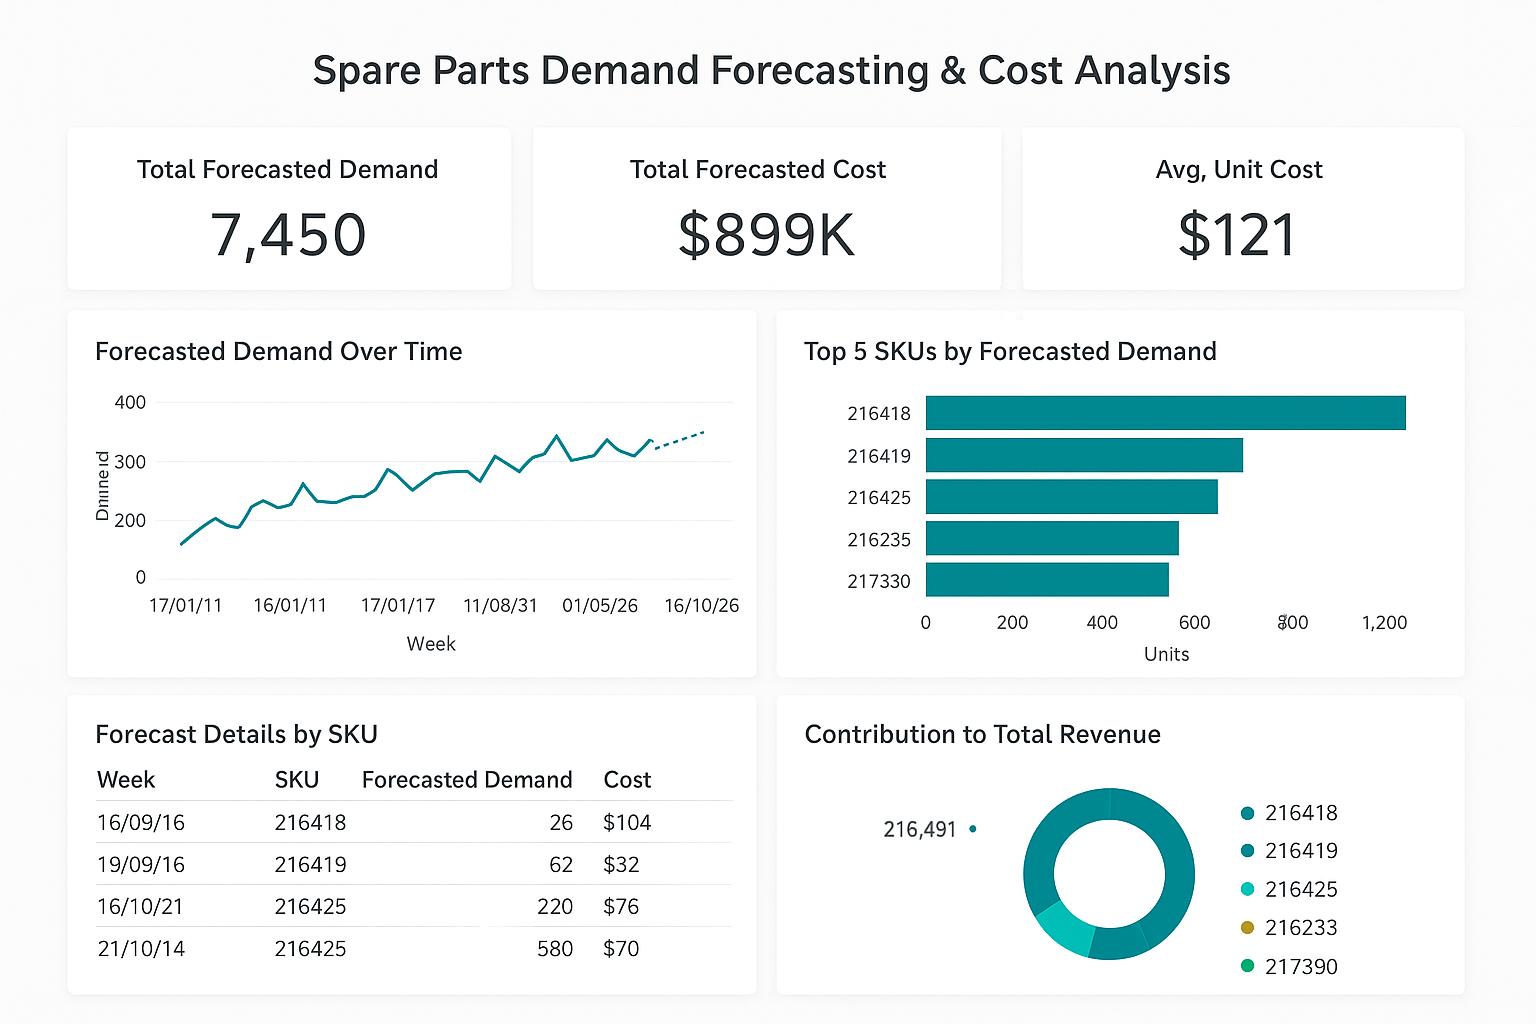 Spare Parts Demand Forecasting & Cost Analysis
Total Forecasted Demand
7,450
Total Forecasted Cost
$899K
Avg, Unit Cost
$121
Forecasted Demand Over Time
400
300
200
0
17/01/11 16/01/11 17/01/17 11/08/31 01/05/26 16/10/26
Week
Top 5 SKUs by Forecasted Demand
216418
216419
216425
216235
217330
0 200 400 600 800 1,200
Units
Forecast Details by SKU
Week SKU Forecasted Demand Cost
16/09/16 216418 26 $104
19/09/16 216419 62 $32
16/10/21 216425 220 $76
21/10/14 216425 580 $70
Contribution to Total Revenue
216,491
216418
216419
216425
216233
217390